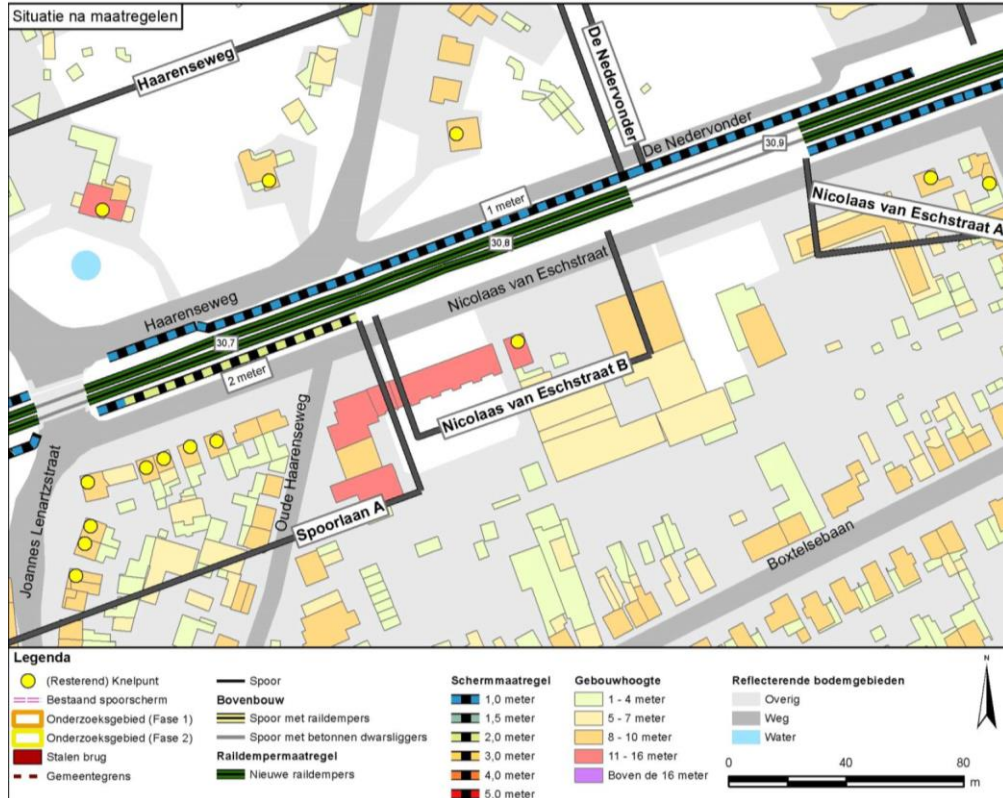 Situatie na maatregelen
Haarenseweg
De Nedervonder
De Nedervonder
30,9
1 meter
30,8
Nicolaas van Eschstraat A
Nicolaas van Eschstraat
Haarenseweg
30,7
2 meter
Nicolaas van Eschstraat B
Joannes Lenartzstraat
Oude Haarenseweg
Spoorlaan A
Boxtelsebaan
Legenda
(Resterend) Knelpunt
Bestaand spoorscherm
Onderzoeksgebied (Fase 1)
Onderzoeksgebied (Fase 2)
Stalen brug
Gemeentegrens
Spoor
Bovenbouw
Spoor met raildempers
Spoor met betonnen dwarsliggers
Raildempermaatregel
Nieuwe raildempers
Schermmaatregel
1,0 meter
1,5 meter
2,0 meter
3,0 meter
4,0 meter
5,0 meter
Gebouwhoogte
1 - 4 meter
5 - 7 meter
8 - 10 meter
11 - 16 meter
Boven de 16 meter
Reflecterende bodemgebieden
Overig
Weg
Water
N
0 40 80
m